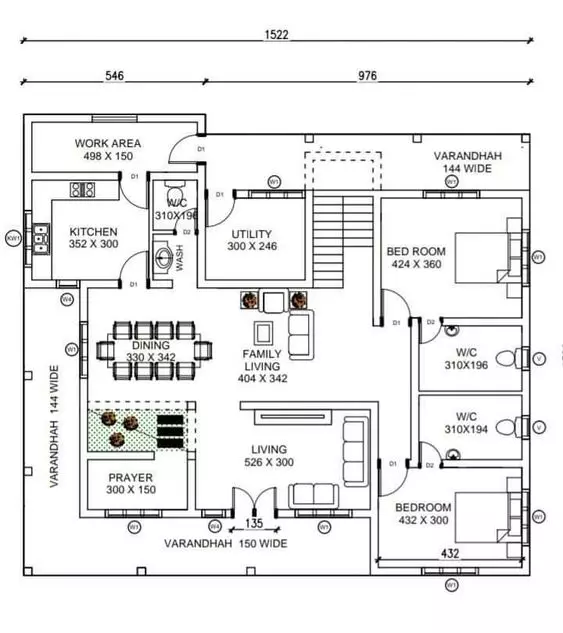 1522
546
976
WORK AREA
498 X 150
D1
VARANDHAH
144 WIDE
W1
W1
D1
W/C
310X196
D1
D2
UTILITY
300 X 246
KW1
KITCHEN
352 X 300
WASH
BED ROOM
424 X 360
W1
D1
W4
D1
D2
W1
DINING
330 X 342
FAMILY
LIVING
404 X 342
W/C
310X196
V
VARANDHAH 144 WIDE
W/C
310X194
V
LIVING
526 X 300
D1
D2
PRAYER
300 X 150
BEDROOM
432 X 300
W1
W1
W4
135
W1
VARANDHAH 150 WIDE
432
W1